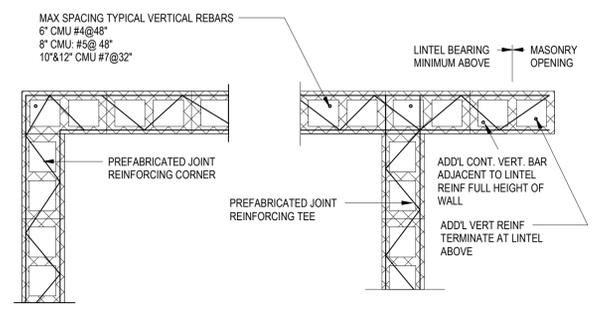 MAX SPACING TYPICAL VERTICAL REBARS
6" CMU #4@48"
8" CMU: #5@ 48"
10"&12" CMU #7@32"
LINTEL BEARING
MINIMUM ABOVE
MASONRY
OPENING
PREFABRICATED JOINT
REINFORCING CORNER
PREFABRICATED JOINT
REINFORCING TEE
ADD'L CONT. VERT. BAR
ADJACENT TO LINTEL
REINF FULL HEIGHT OF
WALL
ADD'L VERT REINF
TERMINATE AT LINTEL
ABOVE